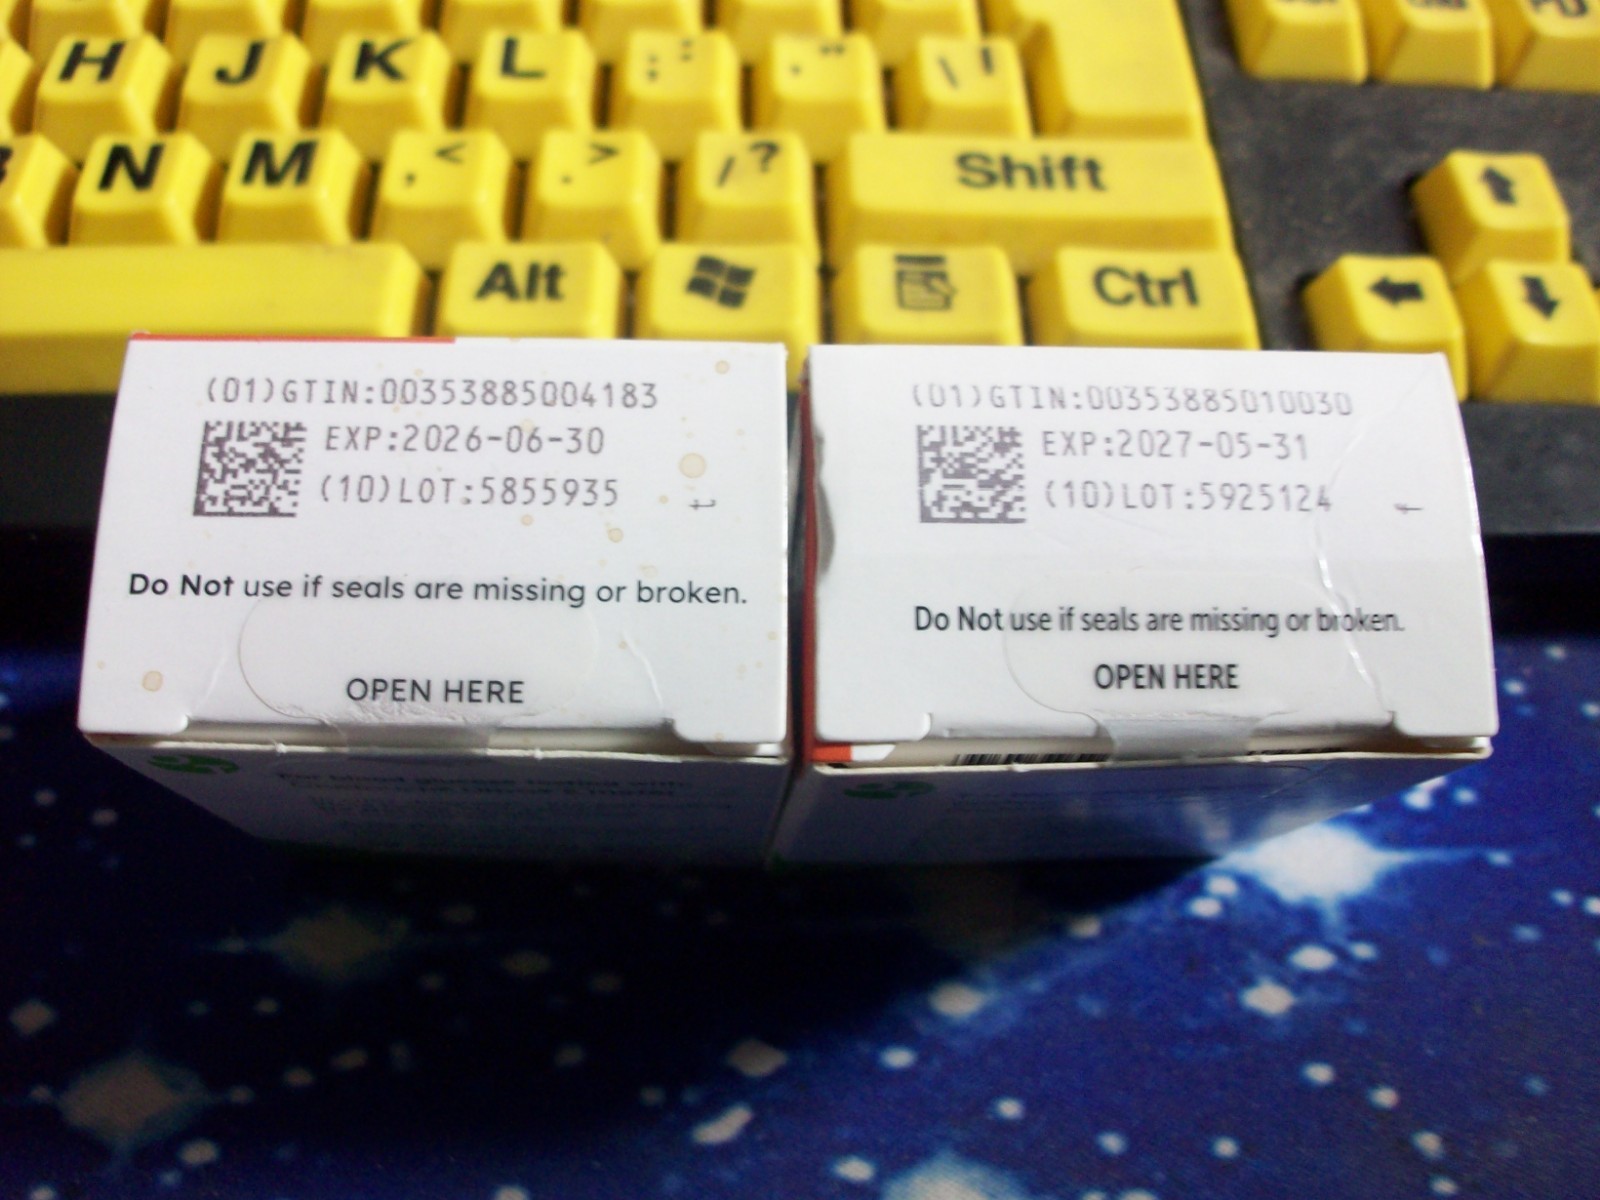 H J K L ; : ' " \ |
N M , < . > / ? Shift
Alt Ctrl
(01)GTIN:00353885004183
EXP:2026-06-30
(10)LOT:5855935
t
Do Not use if seals are missing or broken.
OPEN HERE
(01)GTIN:00353885010030
EXP:2027-05-31
(10)LOT:5925124
t
Do Not use if seals are missing or broken.
OPEN HERE